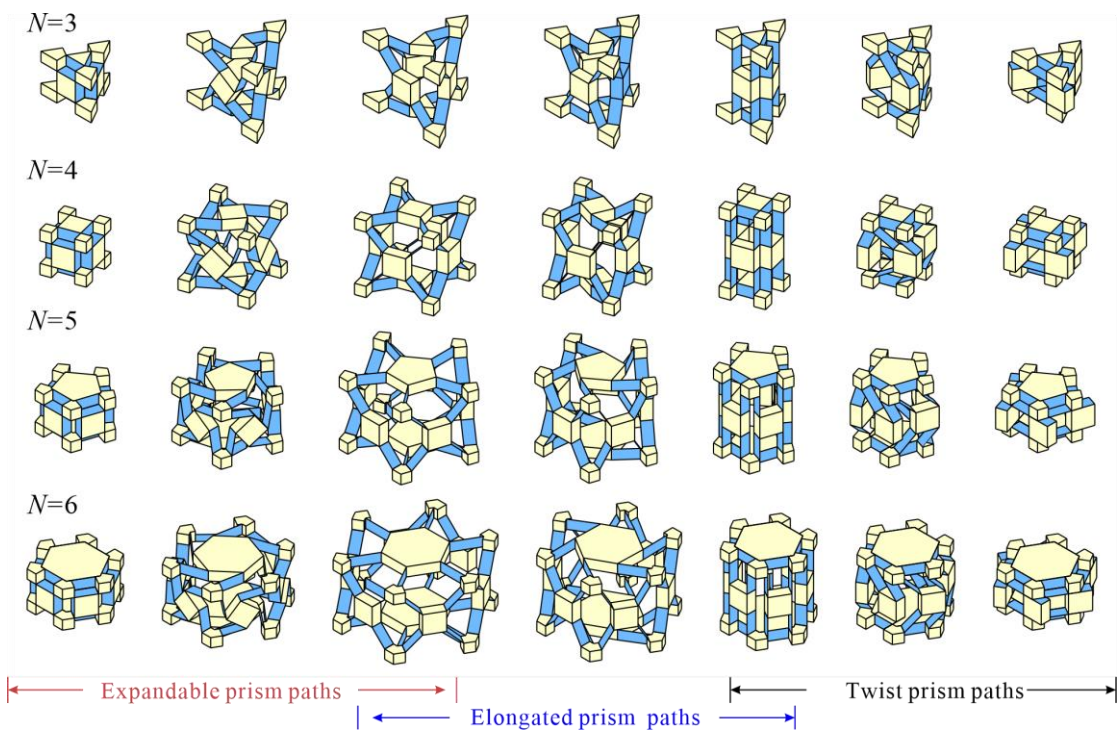 N=3
N=4
N=5
N=6
Expandable prism paths
Twist prism paths
Elongated prism paths